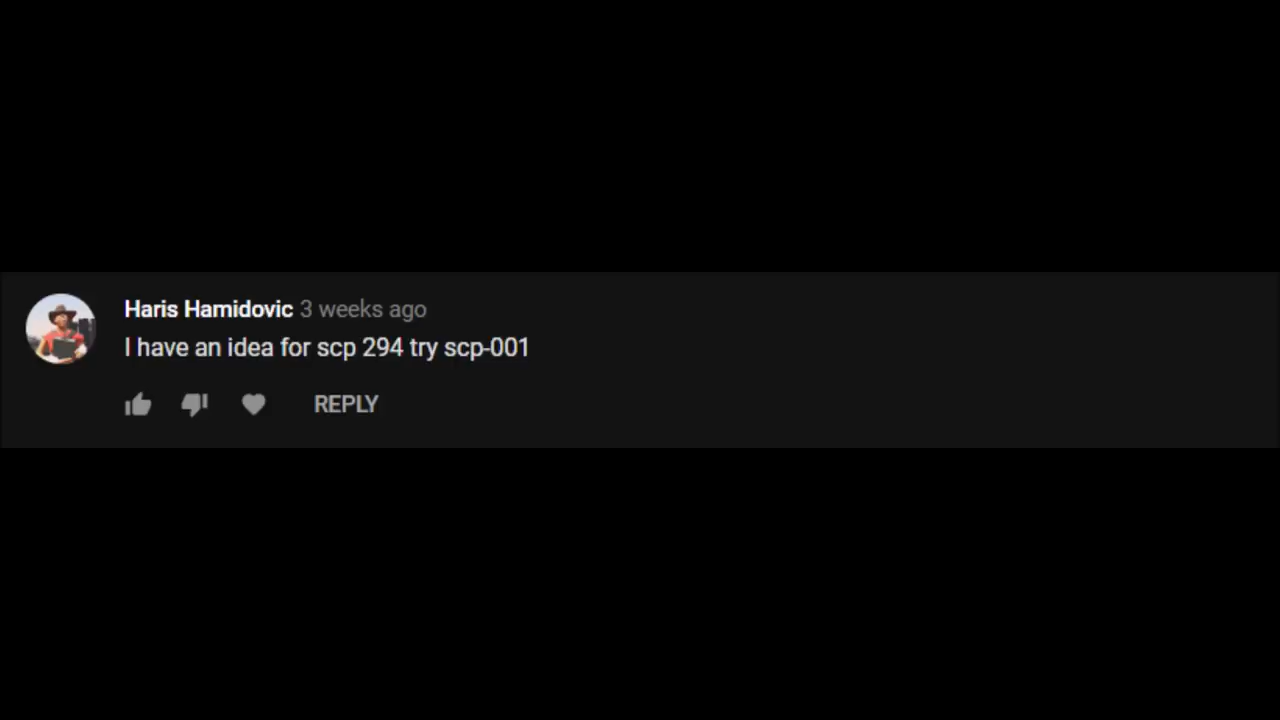 Haris Hamidovic 3 weeks ago
I have an idea for scp 294 try scp-001
REPLY